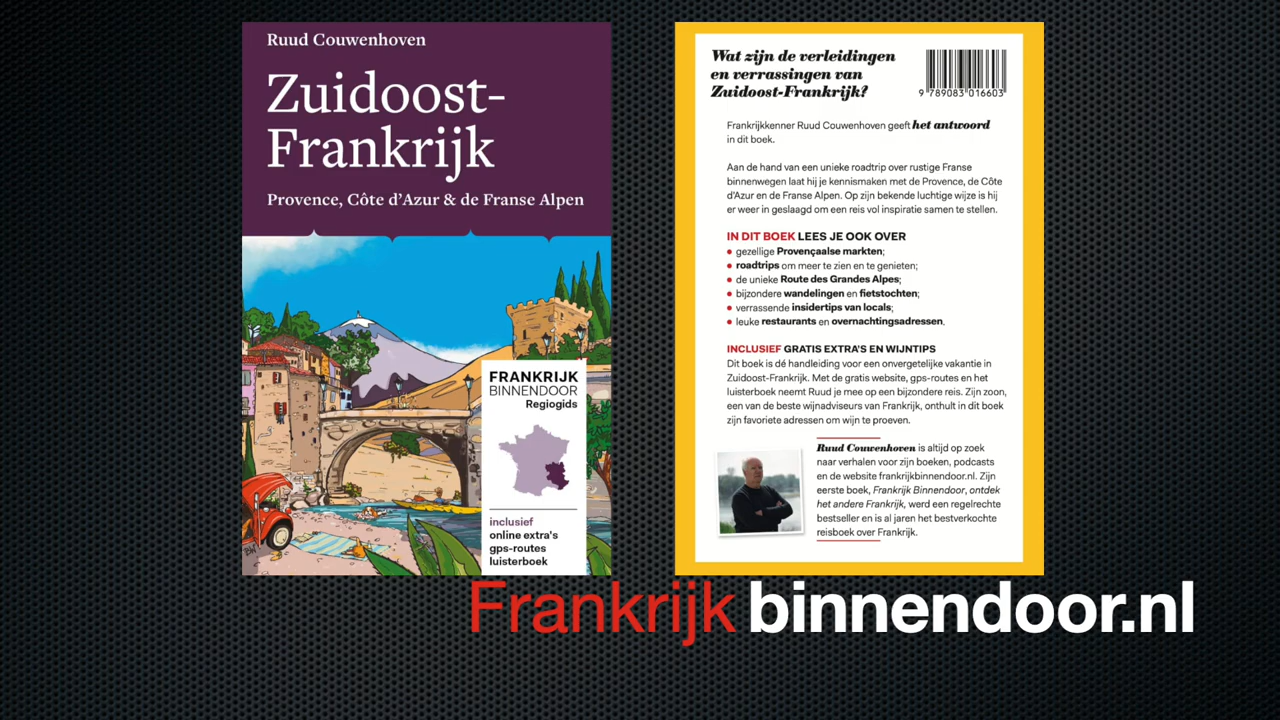 Ruud Couwenhoven
Zuidoost-
Frankrijk
Provence, Côte d'Azur & de Franse Alpen
FRANKRIJK
BINNENDOOR
Regiogids
inclusief
online extra's
gps-routes
luisterboek
Wat zijn de verleidingen
en verrassingen van
Zuidoost-Frankrijk?
9 789083 016603
Frankrijkkenner Ruud Couwenhoven geeft het antwoord
in dit boek.
Aan de hand van een unieke roadtrip over rustige Franse
binnenwegen laat hij je kennismaken met de Provence, de Côte
d'Azur en de Franse Alpen. Op zijn bekende luchtige wijze is hij
er weer in geslaagd om een reis vol inspiratie samen te stellen.
IN DIT BOEK LEES JE OOK OVER
• gezellige Provençaalse markten;
• roadtrips om meer te zien en te genieten;
• de unieke Route des Grandes Alpes;
• bijzondere wandelingen en fietstochten;
• verrassende insidertips van locals;
• leuke restaurants en overnachtingsadressen.
INCLUSIEF GRATIS EXTRA'S EN WIJNTIPS
Dit boek is dé handleiding voor een onvergetelijke vakantie in
Zuidoost-Frankrijk. Met de gratis website, gps-routes en het
luisterboek neemt Ruud je mee op een bijzondere reis. Zijn zoon,
een van de beste wijnadviseurs van Frankrijk, onthult in dit boek
zijn favoriete adressen om wijn te proeven.
Ruud Couwenhoven is altijd op zoek
naar verhalen voor zijn boeken, podcasts
en de website frankrijkbinnendoor.nl. Zijn
eerste boek, Frankrijk Binnendoor, ontdek
het andere Frankrijk, werd een regelrechte
bestseller en is al jaren het bestverkochte
reisboek over Frankrijk.
Frankrijk binnendoor.nl